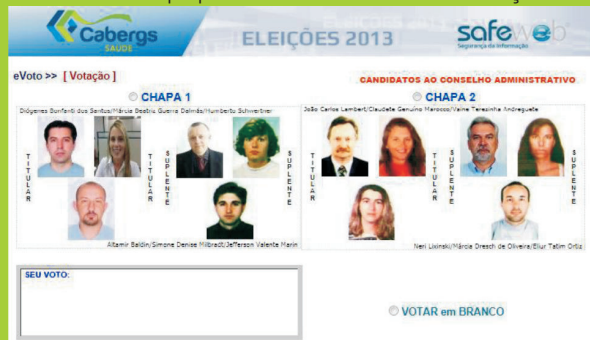 Cabergs
SAÚDE
ELEIÇÕES 2013
safeweb
Segurança da Informação
eVoto >> [ Votação ]
CANDIDATOS AO CONSELHO ADMINISTRATIVO
CHAPA 1
CHAPA 2
Diógenes Bonfanti dos Santos/Márcia Beatriz Guerra Dalmás/Humberto Schwertner
João Carlos Lambert/Claudete Genuino Marocco/Vaine Teresinha Andreguete
TITULAR
TITULAR
SUPLENTE
SUPLENTE
TITULAR
TITULAR
SUPLENTE
SUPLENTE
Altamir Baldin/Simone Denise Militradt/Jefferson Valente Marin
Neri Lixinski/Márcia Dresch de Oliveira/Eliur Tatim Ortiz
SEU VOTO:
VOTAR em BRANCO